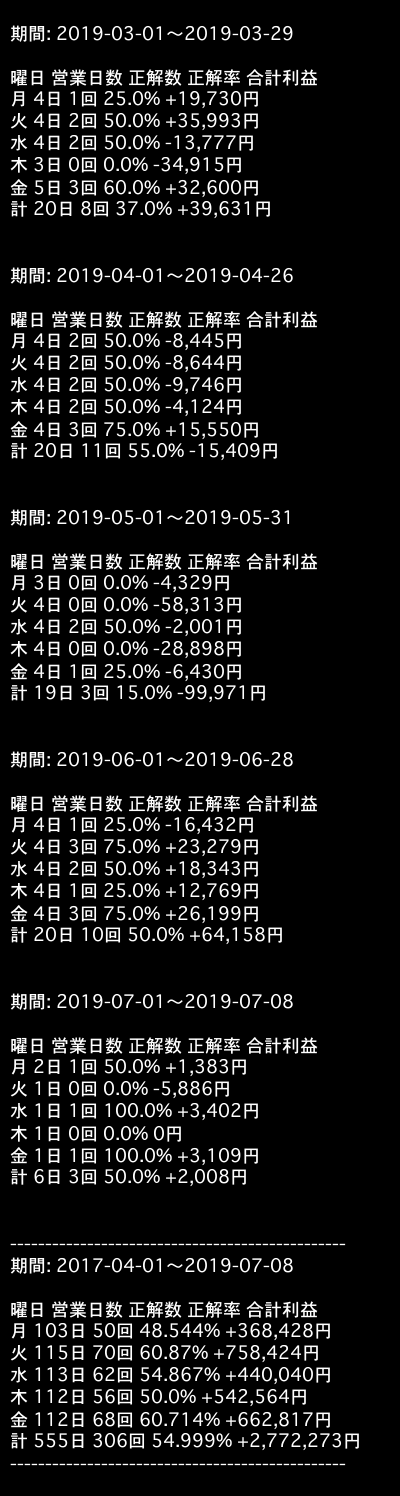 期間: 2019-03-01～2019-03-29
曜日 営業日数 正解数 正解率 合計利益
月 4日 1回 25.0% +19,730円
火 4日 2回 50.0% +35,993円
水 4日 2回 50.0% -13,777円
木 3日 0回 0.0% -34,915円
金 5日 3回 60.0% +32,600円
計 20日 8回 37.0% +39,631円
期間: 2019-04-01～2019-04-26
曜日 営業日数 正解数 正解率 合計利益
月 4日 2回 50.0% -8,445円
火 4日 2回 50.0% -8,644円
水 4日 2回 50.0% -9,746円
木 4日 2回 50.0% -4,124円
金 4日 3回 75.0% +15,550円
計 20日 11回 55.0% -15,409円
期間: 2019-05-01～2019-05-31
曜日 営業日数 正解数 正解率 合計利益
月 3日 0回 0.0% -4,329円
火 4日 0回 0.0% -58,313円
水 4日 2回 50.0% -2,001円
木 4日 0回 0.0% -28,898円
金 4日 1回 25.0% -6,430円
計 19日 3回 15.0% -99,971円
期間: 2019-06-01～2019-06-28
曜日 営業日数 正解数 正解率 合計利益
月 4日 1回 25.0% -16,432円
火 4日 3回 75.0% +23,279円
水 4日 2回 50.0% +18,343円
木 4日 1回 25.0% +12,769円
金 4日 3回 75.0% +26,199円
計 20日 10回 50.0% +64,158円
期間: 2019-07-01～2019-07-08
曜日 営業日数 正解数 正解率 合計利益
月 2日 1回 50.0% +1,383円
火 1日 0回 0.0% -5,886円
水 1日 1回 100.0% +3,402円
木 1日 0回 0.0% 0円
金 1日 1回 100.0% +3,109円
計 6日 3回 50.0% +2,008円
------------------------------------------------
期間: 2017-04-01～2019-07-08
曜日 営業日数 正解数 正解率 合計利益
月 103日 50回 48.544% +368,428円
火 115日 70回 60.87% +758,424円
水 113日 62回 54.867% +440,040円
木 112日 56回 50.0% +542,564円
金 112日 68回 60.714% +662,817円
計 555日 306回 54.999% +2,772,273円
------------------------------------------------